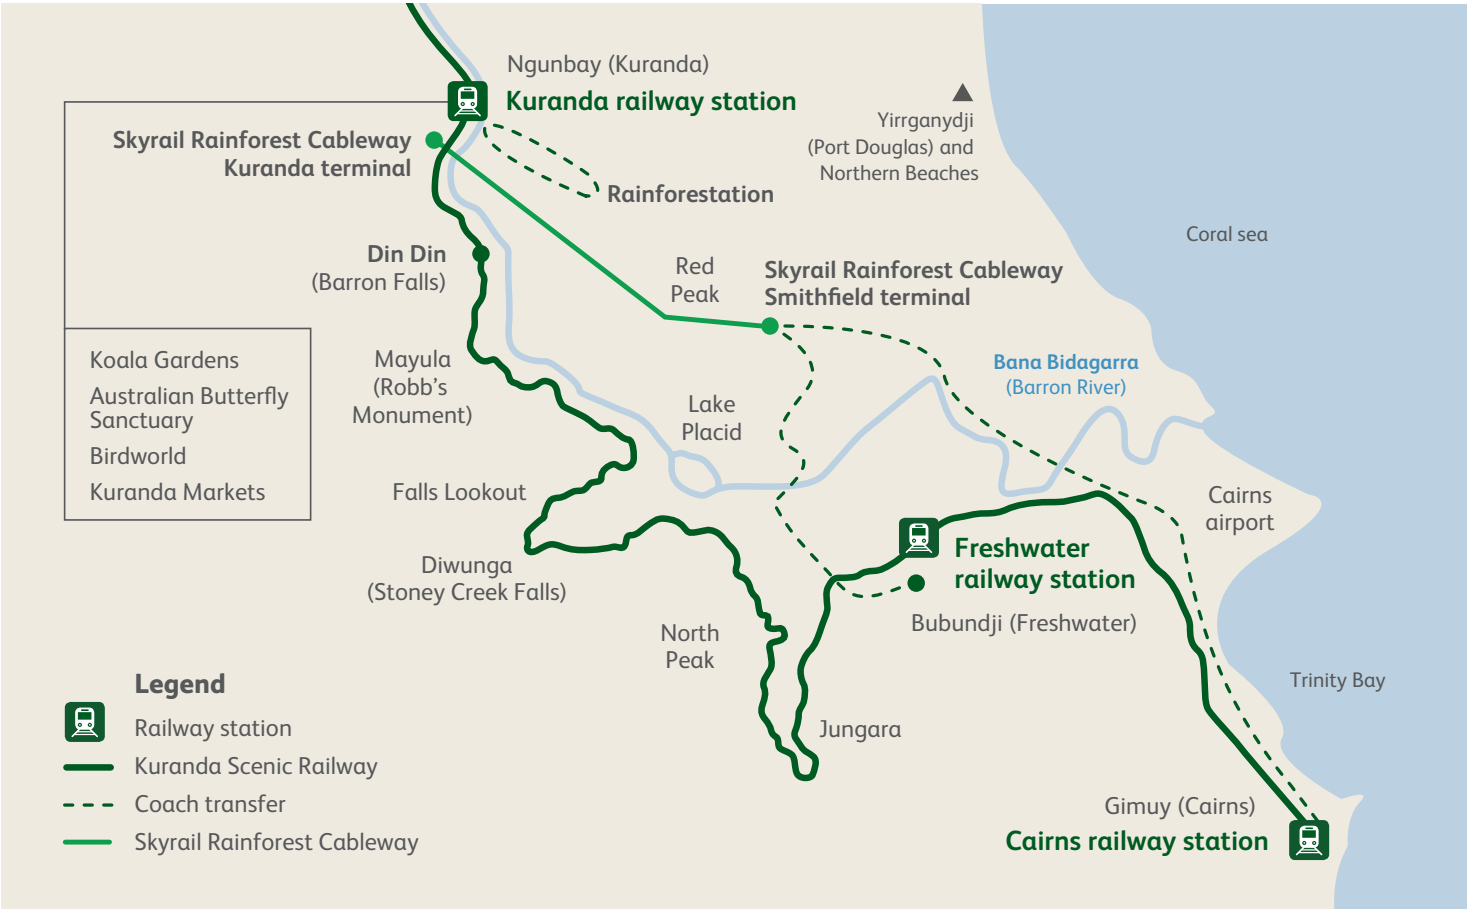 Ngunbay (Kuranda)
Kuranda railway station
Yirrganydji
(Port Douglas) and
Northern Beaches
Skyrail Rainforest Cableway
Kuranda terminal
Rainforestation
Coral sea
Din Din
(Barron Falls)
Red
Peak
Skyrail Rainforest Cableway
Smithfield terminal
Koala Gardens
Australian Butterfly
Sanctuary
Birdworld
Kuranda Markets
Mayula
(Robb's
Monument)
Bana Bidagarra
(Barron River)
Lake
Placid
Falls Lookout
Cairns
airport
Diwunga
(Stoney Creek Falls)
Freshwater
railway station
Bubundji (Freshwater)
North
Peak
Trinity Bay
Jungara
Legend
Railway station
Kuranda Scenic Railway
Coach transfer
Skyrail Rainforest Cableway
Gimuy (Cairns)
Cairns railway station